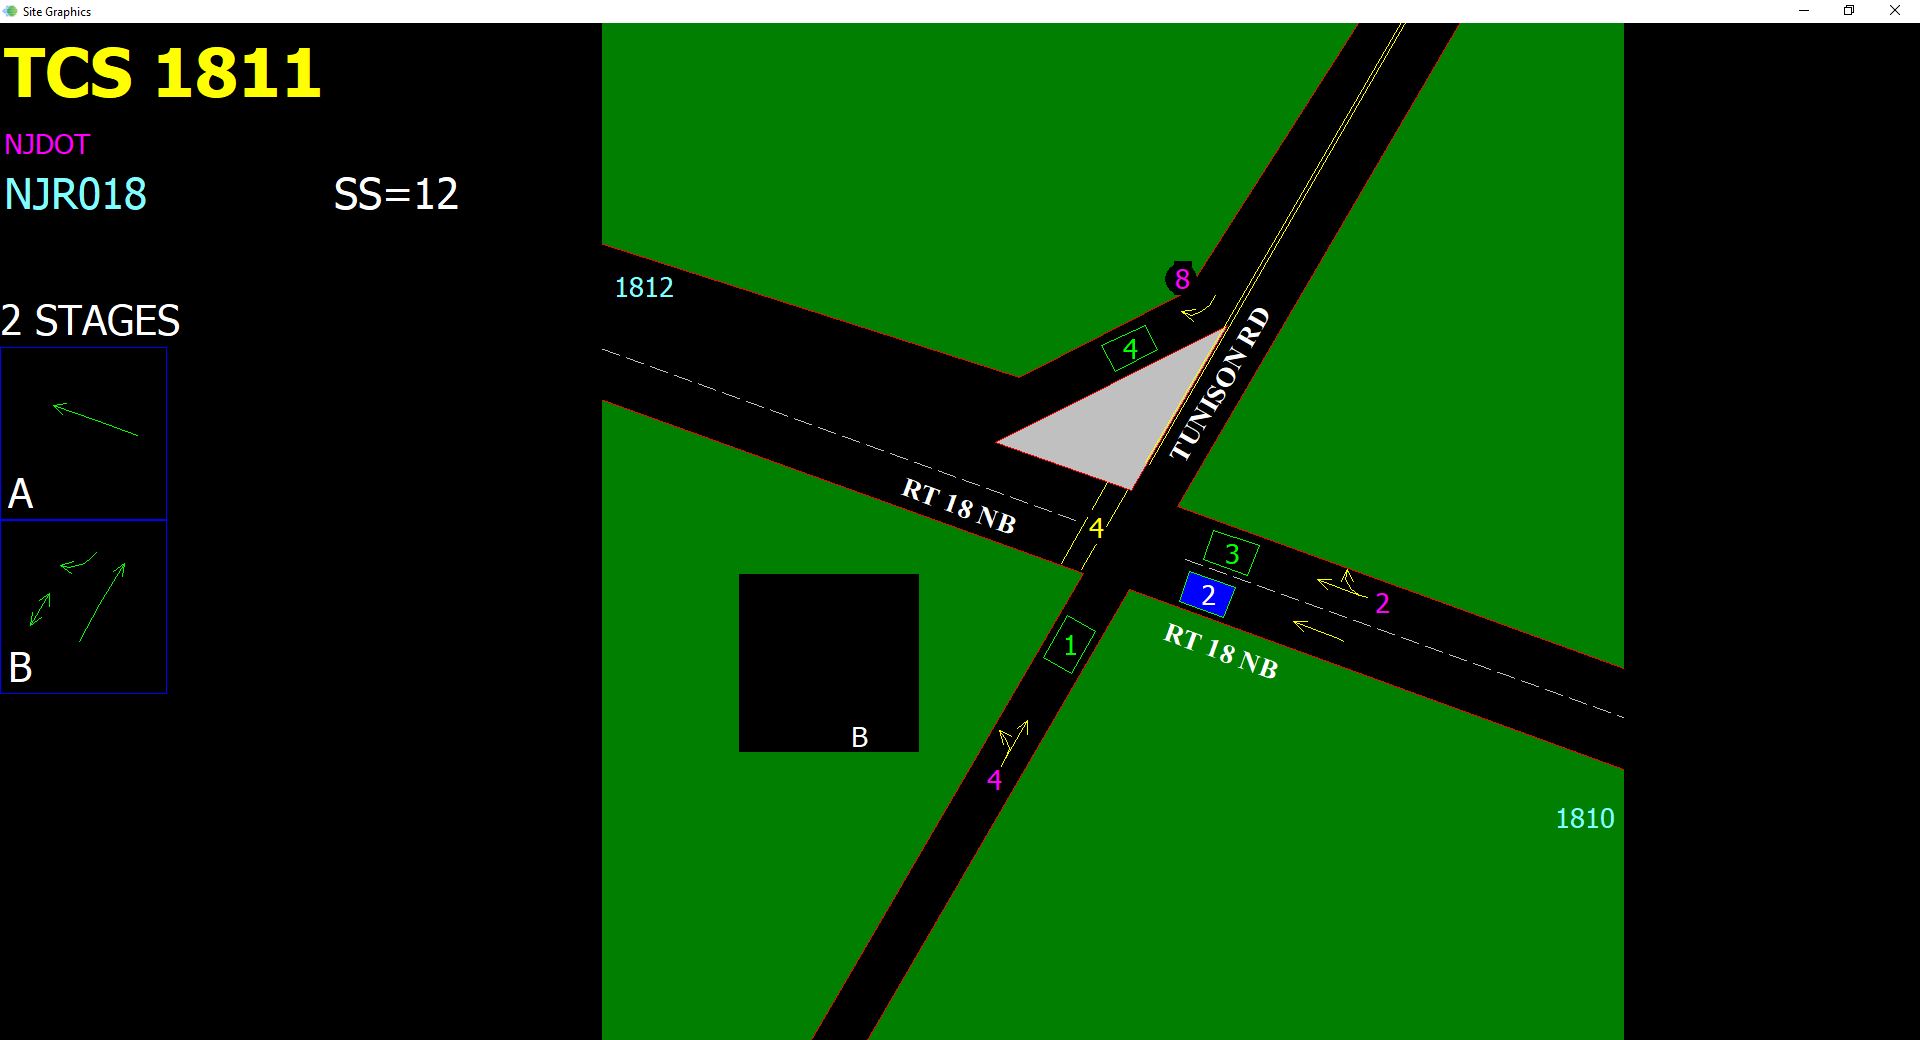 Site Graphics
TCS 1811
NJDOT
NJR018 SS=12
2 STAGES
A
B
1812
8
4
TUNISON RD
RT 18 NB
4
3
2
2
RT 18 NB
1
B
4
1810